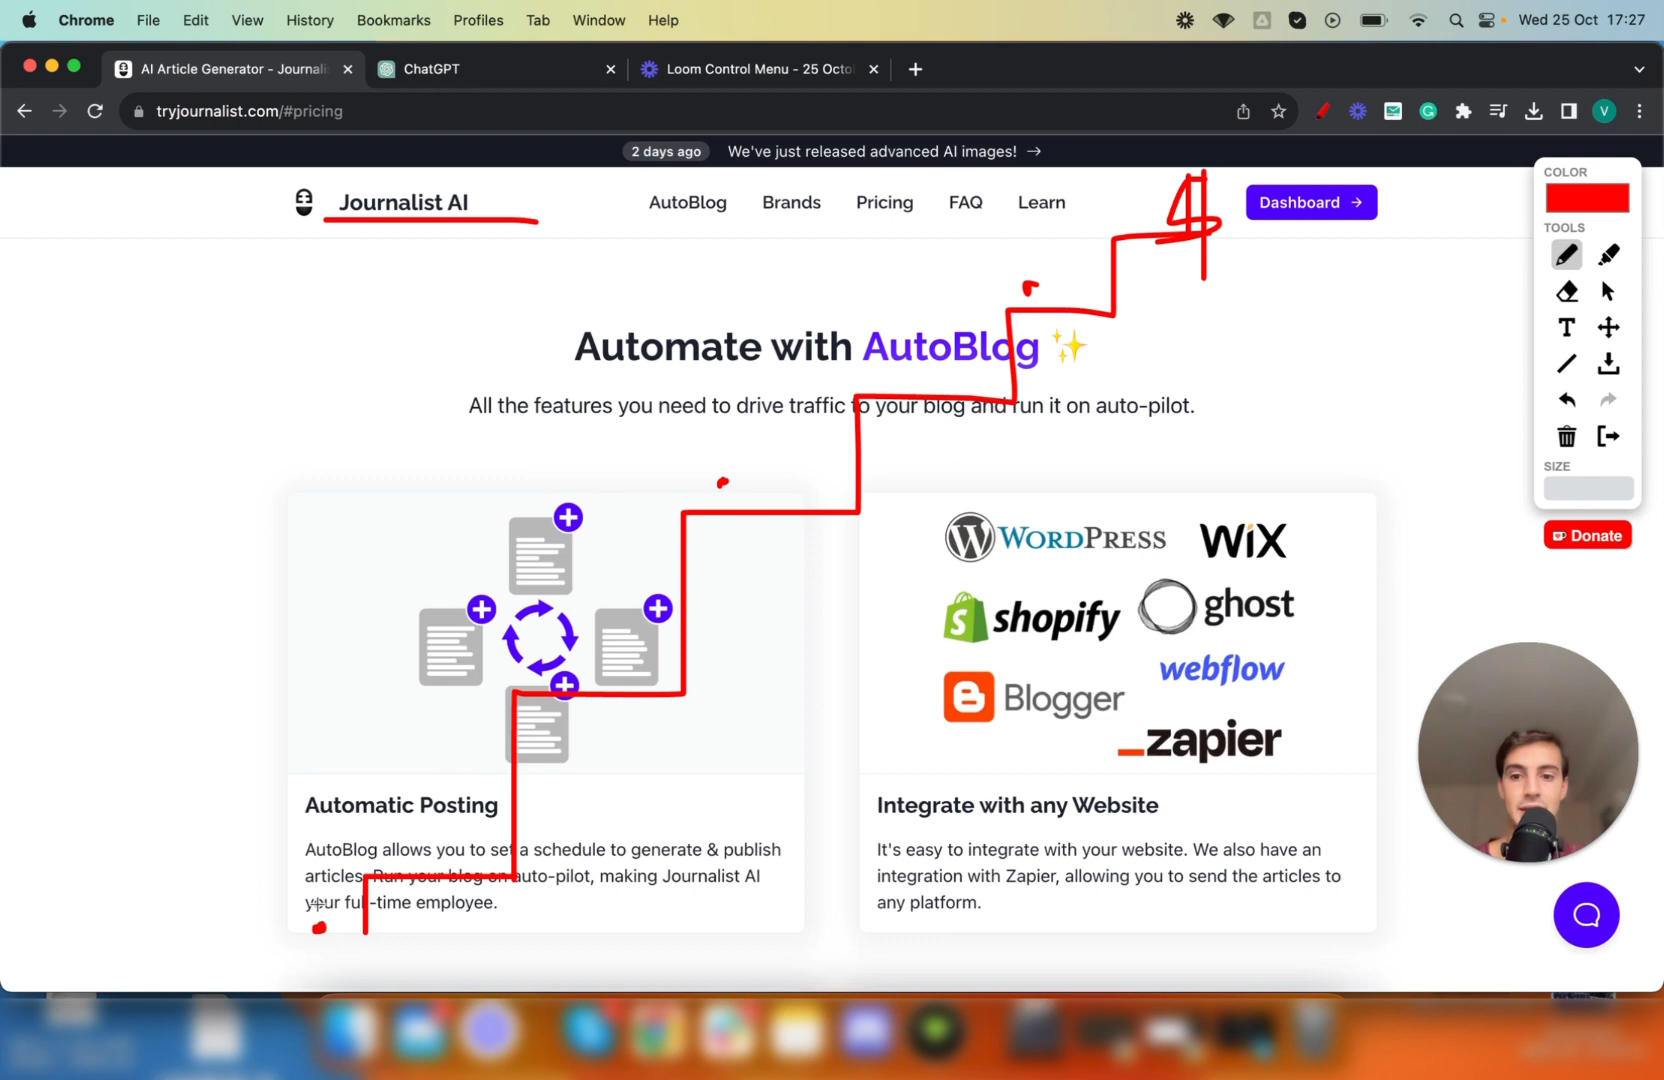 Chrome File Edit View History Bookmarks Profiles Tab Window Help Wed 25 Oct 17:27
AI Article Generator - Journali ChatGPT Loom Control Menu - 25 Octo
tryjournalist.com/#pricing V
2 days ago We've just released advanced AI images! →
Journalist AI AutoBlog Brands Pricing FAQ Learn Dashboard →
COLOR
TOOLS
T
SIZE
Donate
Automate with AutoBlog ✨
All the features you need to drive traffic to your blog and run it on auto-pilot.
WORDPRESS WiX
shopify ghost
webflow
Blogger
zapier
Automatic Posting
AutoBlog allows you to set a schedule to generate & publish
articles. Run your blog on auto-pilot, making Journalist AI
your full-time employee.
Integrate with any Website
It's easy to integrate with your website. We also have an
integration with Zapier, allowing you to send the articles to
any platform.